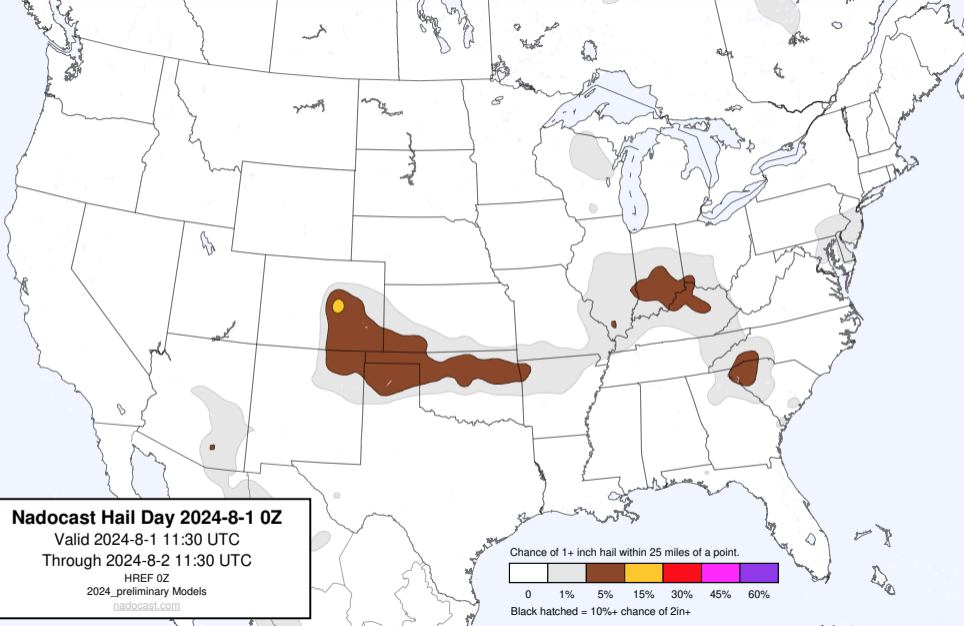 Nadocast Hail Day 2024-8-1 0Z
Valid 2024-8-1 11:30 UTC
Through 2024-8-2 11:30 UTC
HREF 0Z
2024_preliminary Models
nadocast.com
Chance of 1+ inch hail within 25 miles of a point.
0 1% 5% 15% 30% 45% 60%
Black hatched = 10%+ chance of 2in+